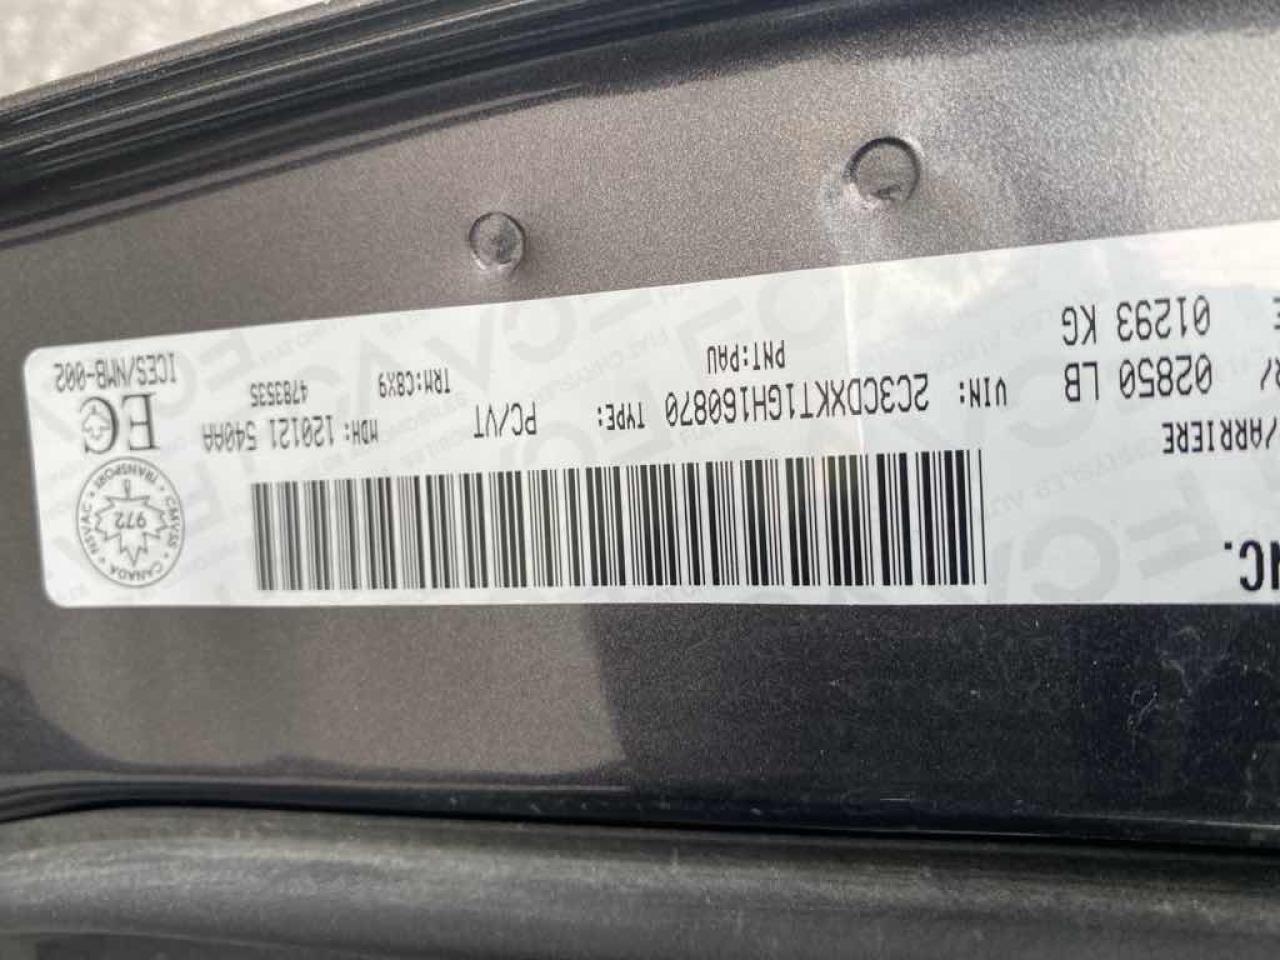 NC.
/ARRIERE
02850 LB
01293 KG
VIN: 2C3CDXKT1GH160870 TYPE: PC/VT MDH: 120121 540AA
PNT:PAU TRM:C8X9 4783535
CANADA • NSVAC • TRANSPORT • CMVSS •
972
EC
ICES/NMB-002